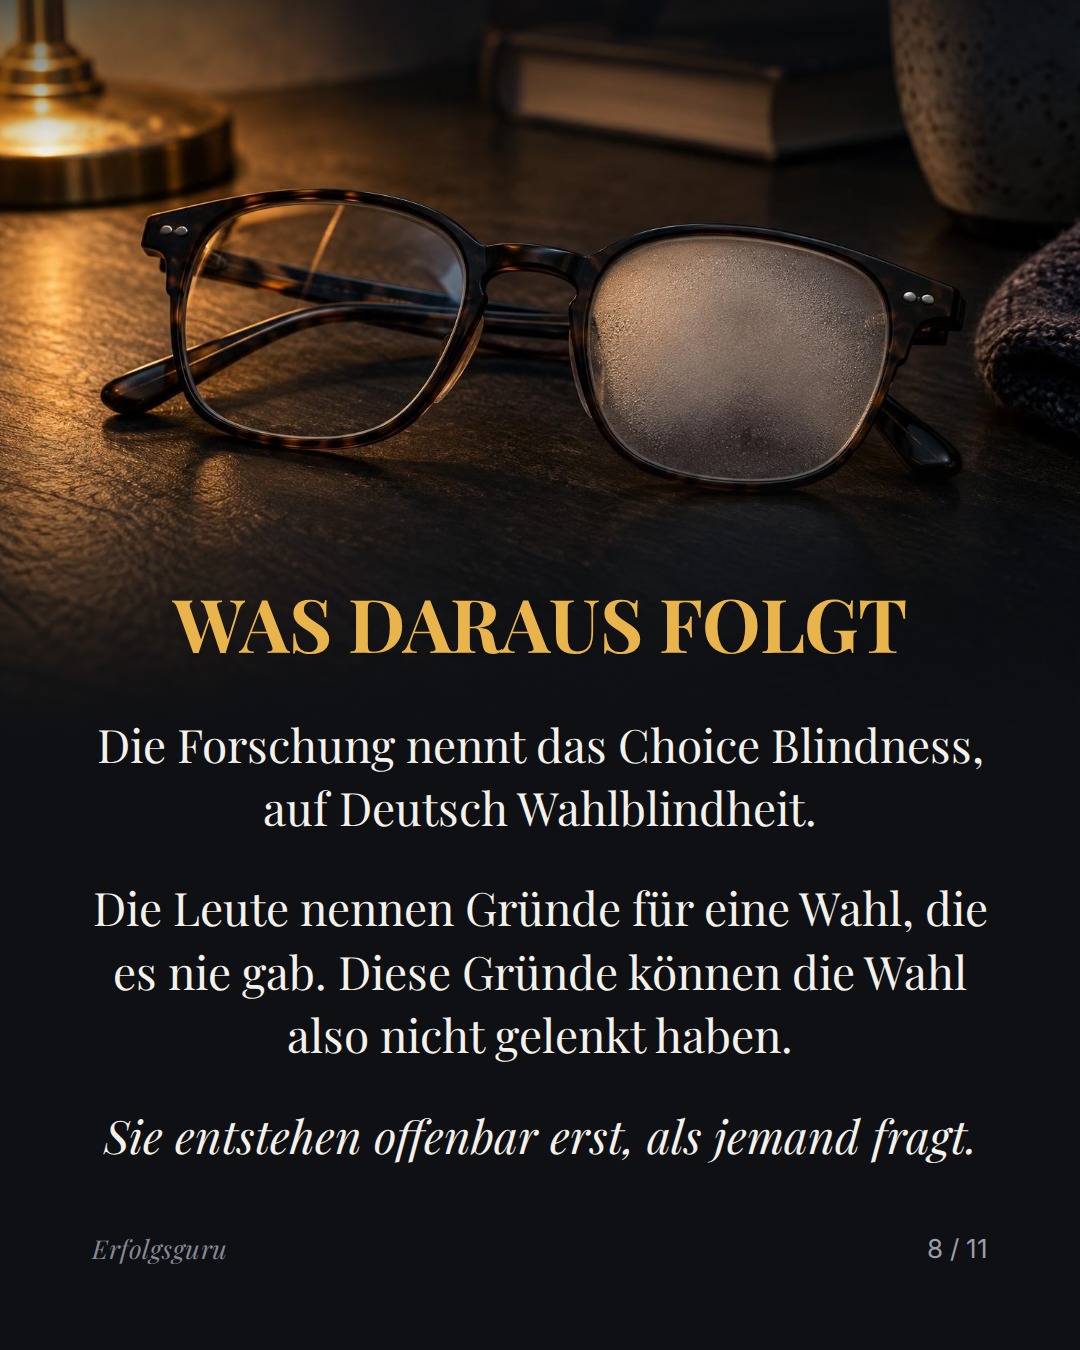 WAS DARAUS FOLGT
Die Forschung nennt das Choice Blindness,
auf Deutsch Wahlblindheit.
Die Leute nennen Gründe für eine Wahl, die
es nie gab. Diese Gründe können die Wahl
also nicht gelenkt haben.
Sie entstehen offenbar erst, als jemand fragt.
Erfolgsguru
8 / 11